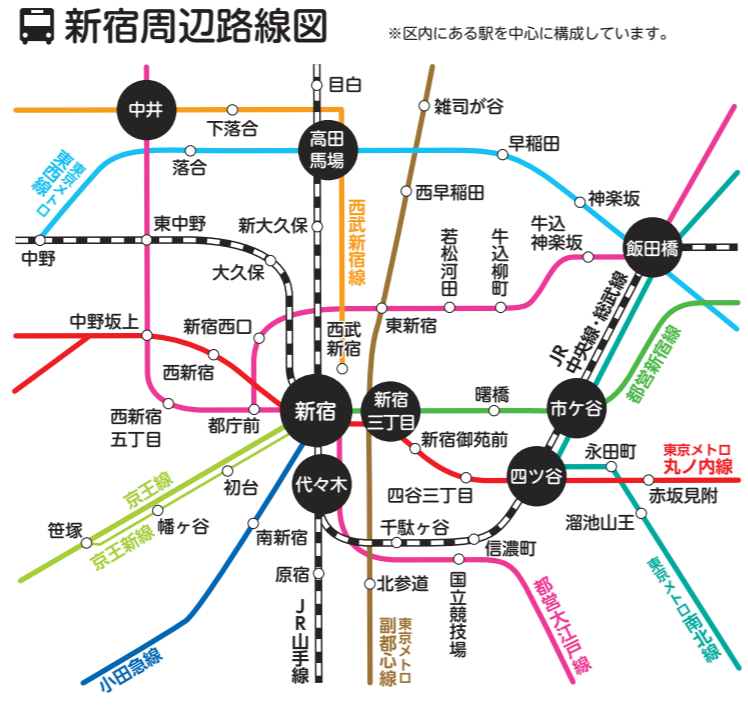 新宿周辺路線図
※区内にある駅を中心に構成しています。
目白
中井
雑司が谷
下落合
高田
馬場
早稲田
落合
東京メトロ
東西線
西早稲田
神楽坂
西武新宿線
東中野
新大久保
若松河田
牛込柳町
牛込
神楽坂
飯田橋
中野
大久保
JR
中央線・総武線
中野坂上
新宿西口
西武
新宿
東新宿
都営新宿線
西新宿
新宿
新宿
三丁目
曙橋
市ケ谷
西新宿
五丁目
都庁前
新宿御苑前
永田町
東京メトロ
丸ノ内線
京王線
初台
代々木
四谷三丁目
四ツ谷
赤坂見附
笹塚
幡ヶ谷
京王新線
南新宿
千駄ヶ谷
信濃町
溜池山王
原宿
北参道
国立競技場
都営大江戸線
東京メトロ南北線
JR山手線
東京メトロ
副都心線
小田急線